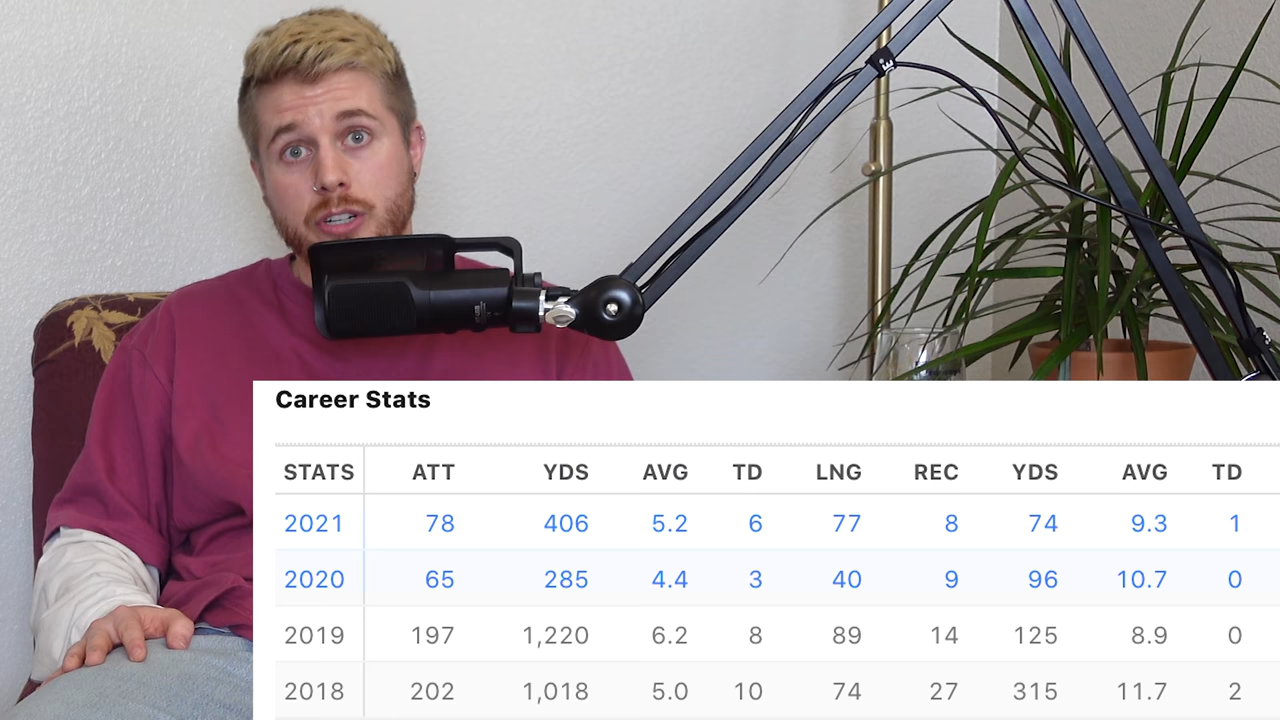 Career Stats
STATS ATT YDS AVG TD LNG REC YDS AVG TD
2021 78 406 5.2 6 77 8 74 9.3 1
2020 65 285 4.4 3 40 9 96 10.7 0
2019 197 1,220 6.2 8 89 14 125 8.9 0
2018 202 1,018 5.0 10 74 27 315 11.7 2